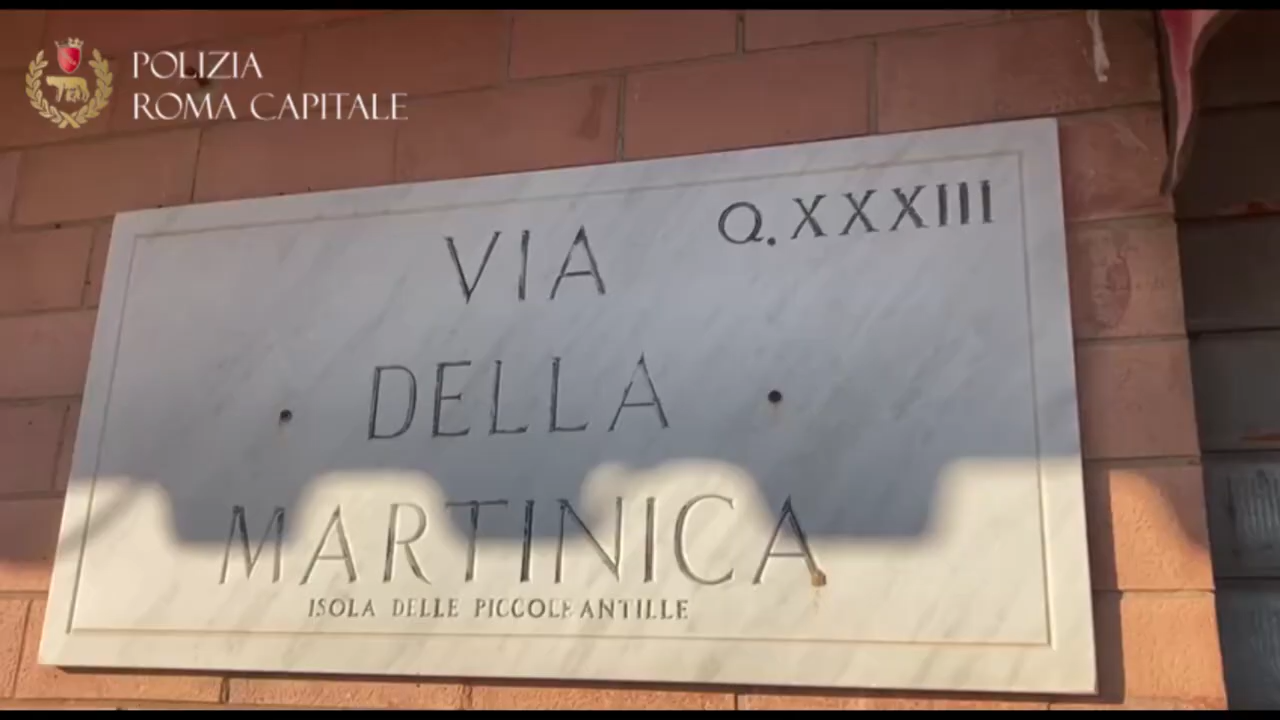 POLIZIA
ROMA CAPITALE
Q.XXXIII
VIA
DELLA
MARTINICA
ISOLA DELLE PICCOLE ANTILLE